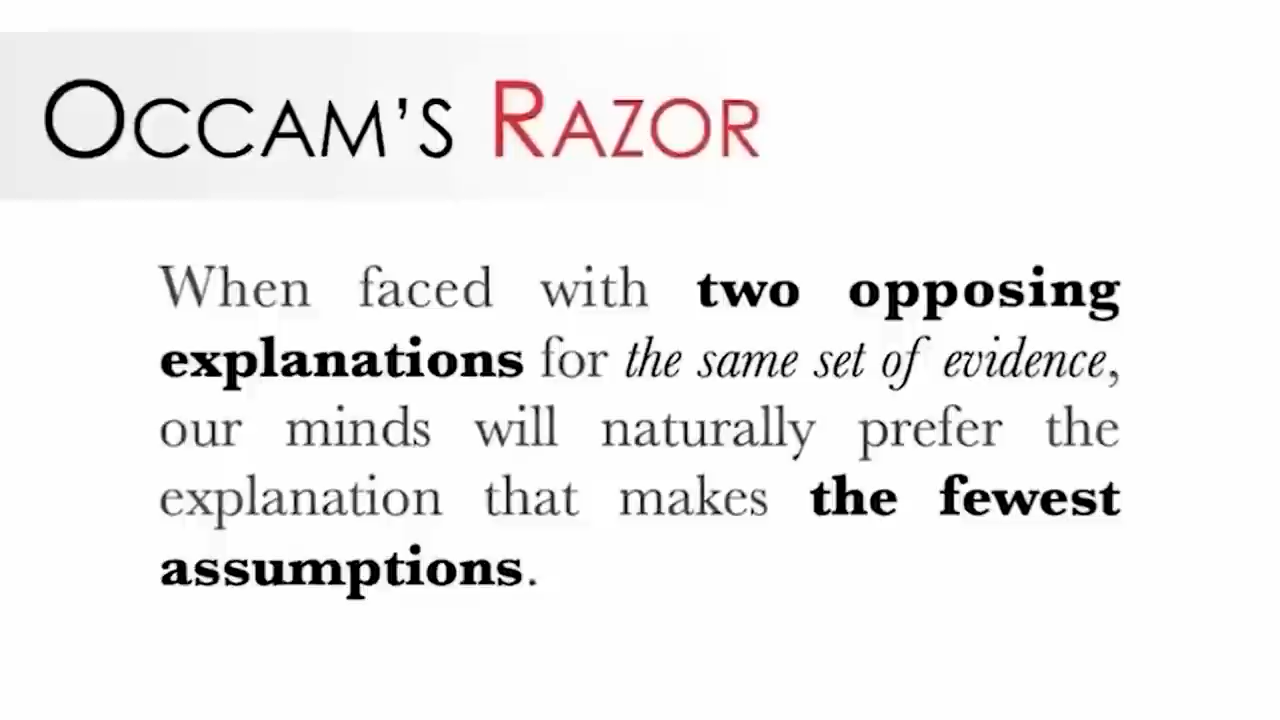 OCCAM'S RAZOR
When faced with two opposing
explanations for the same set of evidence,
our minds will naturally prefer the
explanation that makes the fewest
assumptions.